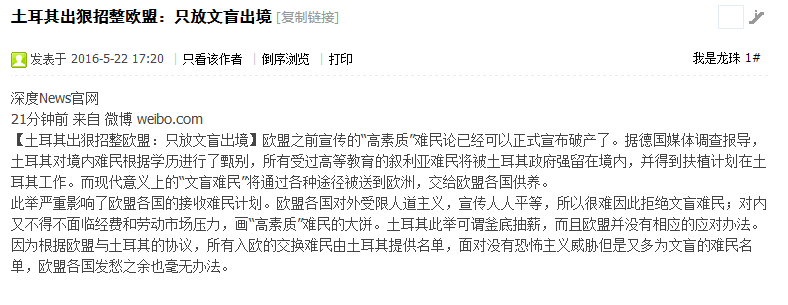 土耳其出狠招整欧盟：只放文盲出境 [复制链接]
发表于 2016-5-22 17:20 | 只看该作者 | 倒序浏览 | 打印 我是龙珠 1#
深度News官网
21分钟前 来自 微博 weibo.com
【土耳其出狠招整欧盟：只放文盲出境】欧盟之前宣传的“高素质”难民论已经可以正式宣布破产了。据德国媒体调查报导，
土耳其对境内难民根据学历进行了甄别，所有受过高等教育的叙利亚难民将被土耳其政府强留在境内，并得到扶植计划在土
耳其工作。而现代意义上的“文盲难民”将通过各种途径被送到欧洲，交给欧盟各国供养。
此举严重影响了欧盟各国的接收难民计划。欧盟各国对外受限人道主义，宣传人人平等，所以很难因此拒绝文盲难民；对内
又不得不面临经费和劳动市场压力，画“高素质”难民的大饼。土耳其此举可谓釜底抽薪，而且欧盟并没有相应的应对办法。
因为根据欧盟与土耳其的协议，所有入欧的交换难民由土耳其提供名单，面对没有恐怖主义威胁但是又多为文盲的难民名
单，欧盟各国发愁之余也毫无办法。